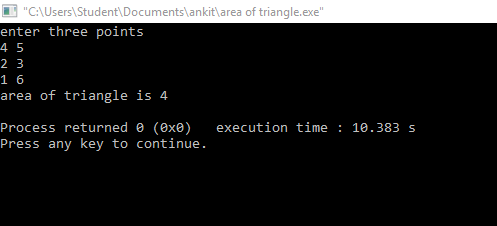 "C:\Users\Student\Documents\ankit\area of triangle.exe"
enter three points
4 5
2 3
1 6
area of triangle is 4
Process returned 0 (0x0)   execution time : 10.383 s
Press any key to continue.